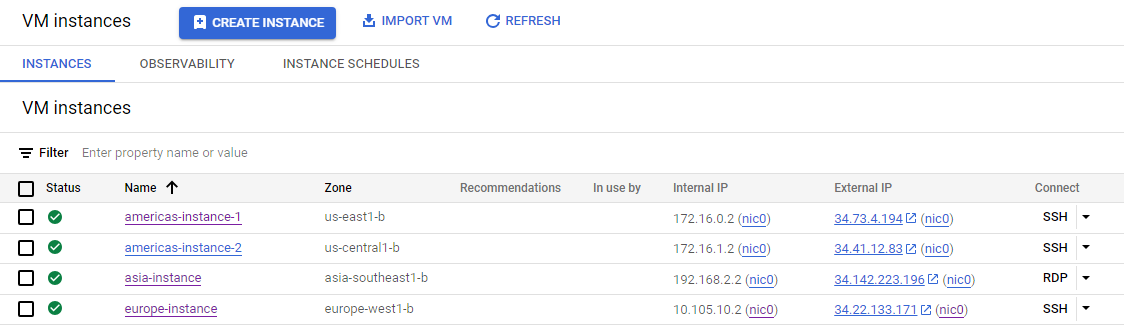 VM instances CREATE INSTANCE IMPORT VM REFRESH
INSTANCES OBSERVABILITY INSTANCE SCHEDULES
VM instances
Filter Enter property name or value
Status Name Zone Recommendations In use by Internal IP External IP Connect
americas-instance-1 us-east1-b 172.16.0.2 (nic0) 34.73.4.194 (nic0) SSH
americas-instance-2 us-central1-b 172.16.1.2 (nic0) 34.41.12.83 (nic0) SSH
asia-instance asia-southeast1-b 192.168.2.2 (nic0) 34.142.223.196 (nic0) RDP
europe-instance europe-west1-b 10.105.10.2 (nic0) 34.22.133.171 (nic0) SSH